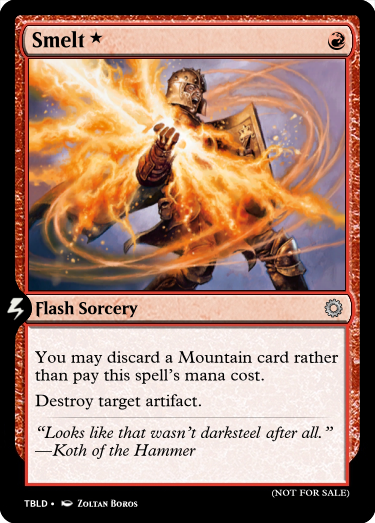 Smelt ★
Flash Sorcery
You may discard a Mountain card rather
than pay this spell’s mana cost.
Destroy target artifact.
“Looks like that wasn’t darksteel after all.”
—Koth of the Hammer
(NOT FOR SALE)
TBLD • Zoltan Boros